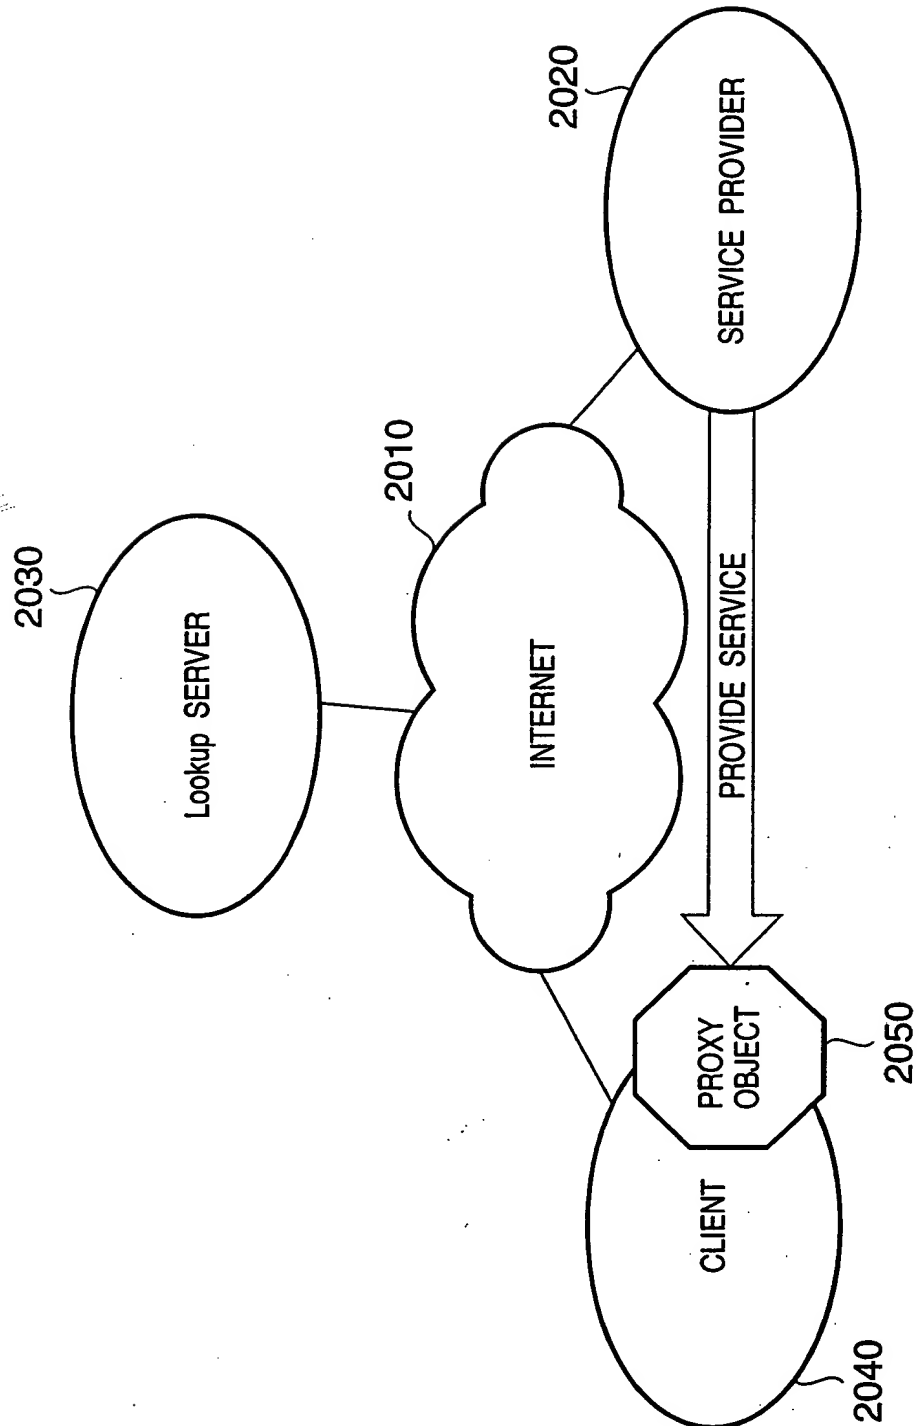 2030
Lookup SERVER
2010
INTERNET
2020
SERVICE PROVIDER
PROVIDE SERVICE
2040
CLIENT
PROXY
OBJECT
2050